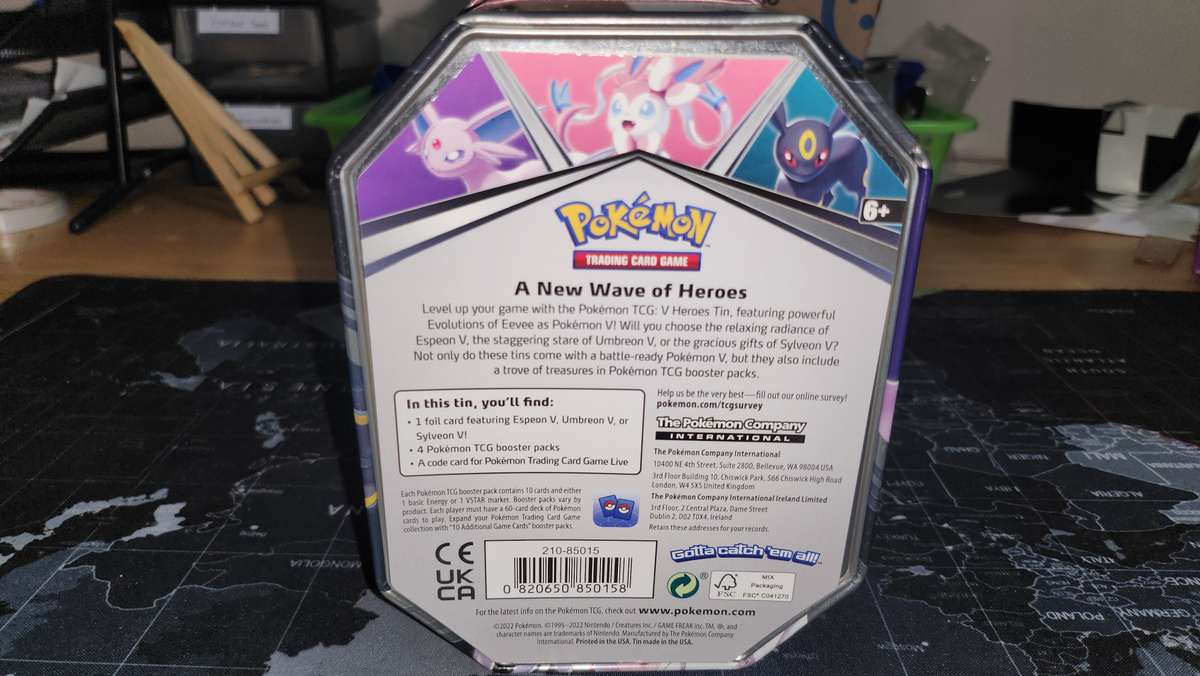 6+
POKéMON
TRADING CARD GAME
A New Wave of Heroes
Level up your game with the Pokémon TCG: V Heroes Tin, featuring powerful
Evolutions of Eevee as Pokémon V! Will you choose the relaxing radiance of
Espeon V, the staggering stare of Umbreon V, or the gracious gifts of Sylveon V?
Not only do these tins come with a battle-ready Pokémon V, but they also include
a trove of treasures in Pokémon TCG booster packs.
In this tin, you'll find:
• 1 foil card featuring Espeon V, Umbreon V, or
Sylveon V!
• 4 Pokémon TCG booster packs
• A code card for Pokémon Trading Card Game Live
Help us be the very best—fill out our online survey!
pokemon.com/tcgsurvey
The Pokémon Company
INTERNATIONAL
The Pokémon Company International
10400 NE 4th Street, Suite 2800, Bellevue, WA 98004 USA
3rd Floor Building 10, Chiswick Park, 566 Chiswick High Road
London, W4 5XS United Kingdom
The Pokémon Company International Ireland Limited
3rd Floor, 2 Central Plaza, Dame Street
Dublin 2, D02 T0X4, Ireland
Retain these addresses for your records.
Each Pokémon TCG booster pack contains 10 cards and either
1 basic Energy or 1 VSTAR marker. Booster packs vary by
product. Each player must have a 60-card deck of Pokémon
cards to play. Expand your Pokémon Trading Card Game
collection with "10 Additional Game Cards" booster packs.
CE
UK
CA
210-85015
0 820650 850158
Gotta catch 'em all!™
®
FSC
MIX
Packaging
FSC® C041270
For the latest info on the Pokémon TCG, check out www.pokemon.com
©2022 Pokémon. ©1995–2022 Nintendo / Creatures Inc. / GAME FREAK inc. TM, ®, and
character names are trademarks of Nintendo. Manufactured by The Pokémon Company
International. Printed in the USA. Tin made in the USA.
MONGOLIA
SOUTH
ATLANTIC
OCEAN
MALI
ALGERIA
POLAND
GERMANY